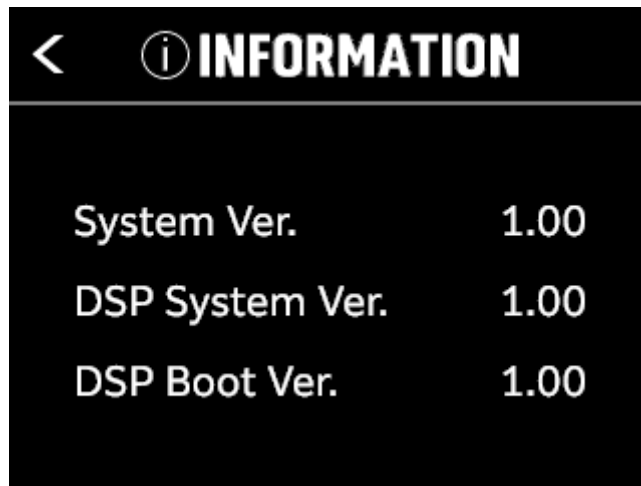 < ⓘ INFORMATION
System Ver. 1.00
DSP System Ver. 1.00
DSP Boot Ver. 1.00